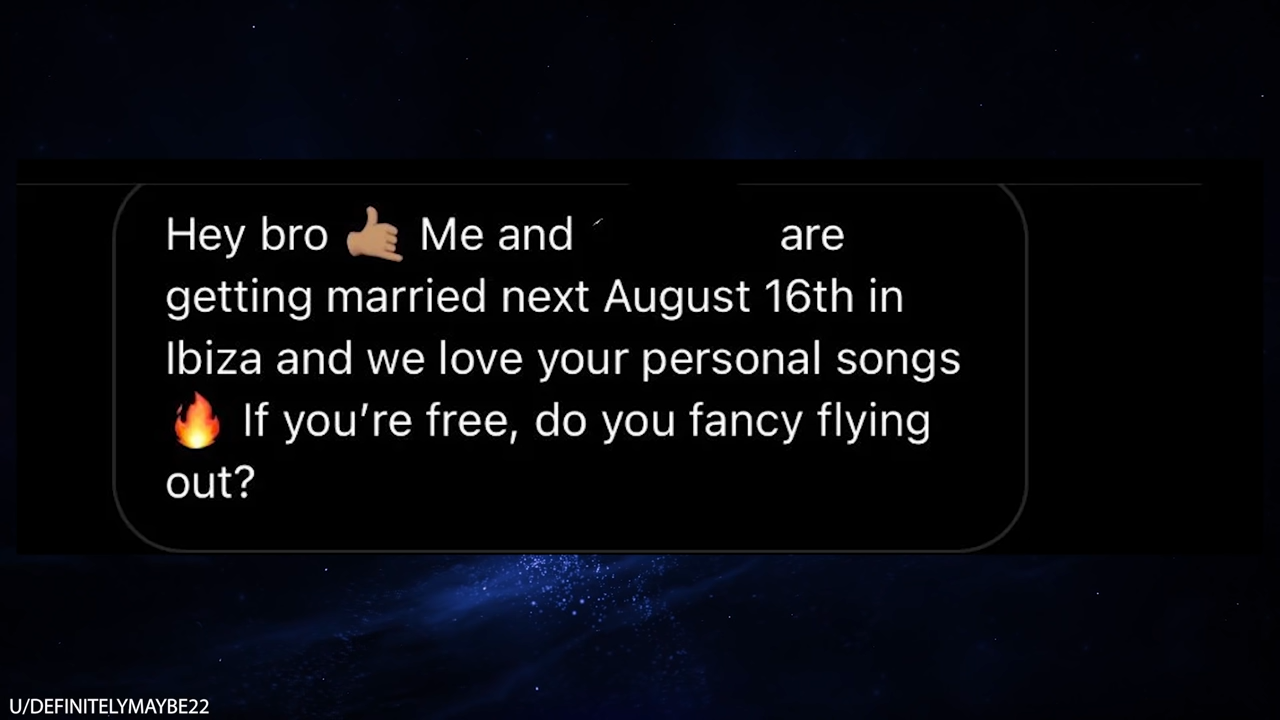 Hey bro 🤙🏼 Me and are
getting married next August 16th in
Ibiza and we love your personal songs
🔥 If you’re free, do you fancy flying
out?
U/DEFINITELYMAYBE22